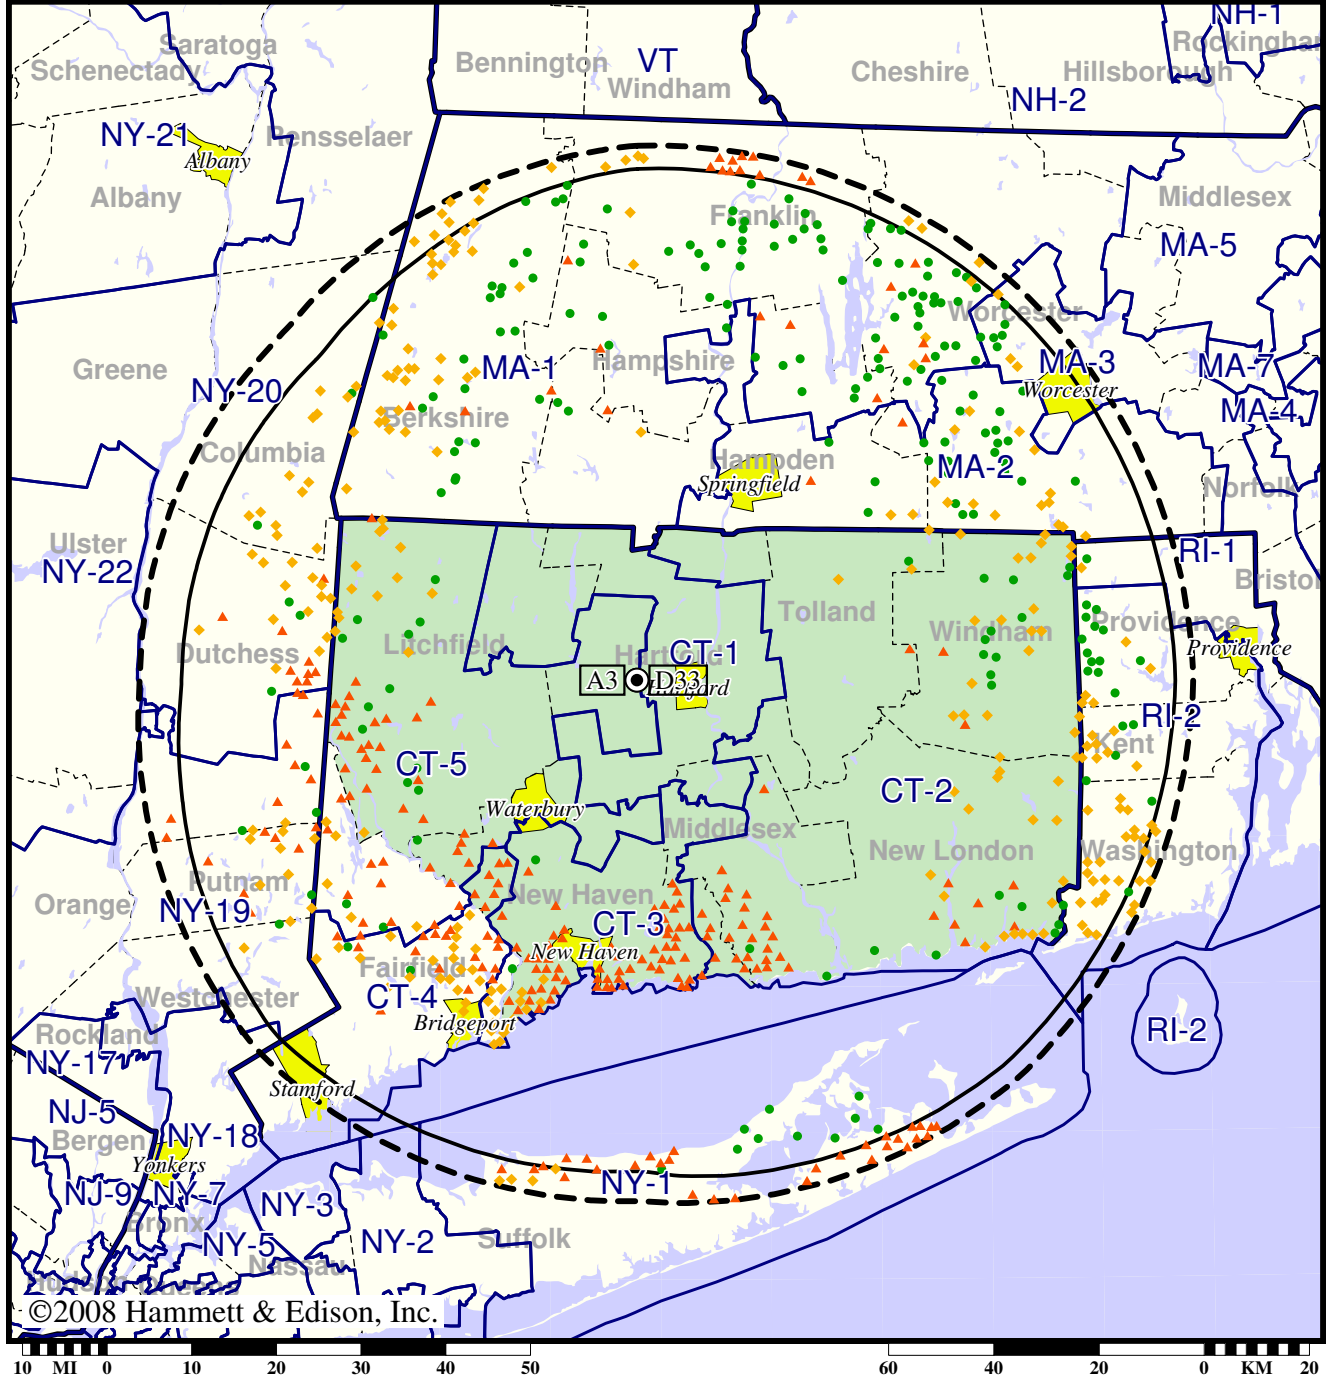 NH-1
Saratoga
Rockingham
Schenectady
Bennington
VT
Cheshire
Hillsborough
Windham
NH-2
NY-21
Rensselaer
Albany
Albany
Middlesex
Franklin
MA-5
Worcester
Greene
MA-1
Hampshire
MA-3
MA-7
NY-20
Worcester
MA-4
Berkshire
Columbia
Hampden
MA-2
Springfield
Norfolk
Ulster
RI-1
NY-22
Bristol
Tolland
Providence
Litchfield
Windham
Dutchess
Hartford
CT-1
Providence
A3
D33
Hartford
RI-2
Kent
CT-5
CT-2
Waterbury
Middlesex
New London
Washington
Putnam
New Haven
Orange
NY-19
CT-3
New Haven
Fairfield
Westchester
CT-4
Bridgeport
Rockland
RI-2
NY-17
Stamford
NJ-5
Bergen
NY-18
Yonkers
NY-1
NJ-9
NY-7
NY-3
Bronx
NY-5
NY-2
Suffolk
Nassau
Hudson
Queens
©2008 Hammett & Edison, Inc.
10 MI 0 10 20 30 40 50 60 40 20 0 KM 20